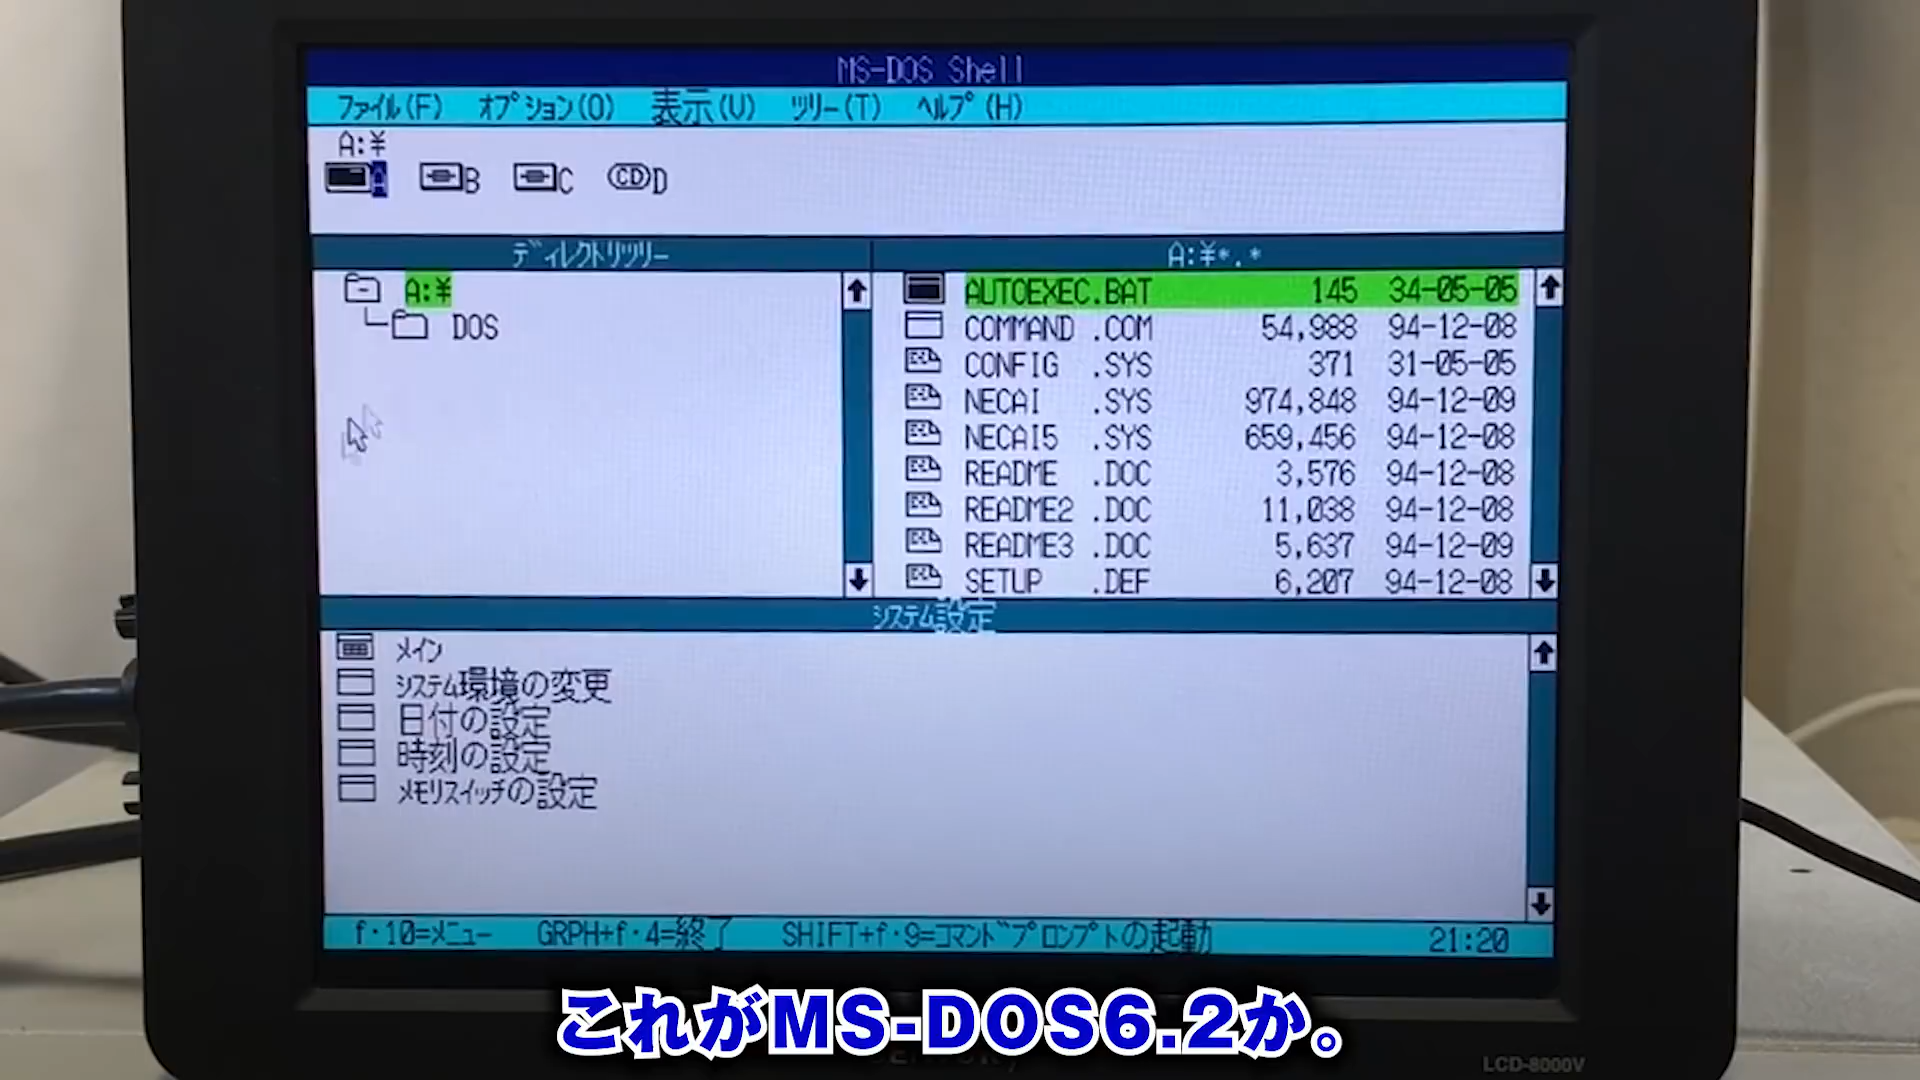 MS-DOS Shell
ファイル(F) オプション(O) 表示(V) ツリー(T) ヘルプ(H)
A:¥
A B C CD D
ディレクトリツリー
A:¥*.*
A:¥
DOS
AUTOEXEC.BAT 145 34-05-05
COMMAND .COM 54,988 94-12-08
CONFIG .SYS 371 31-05-05
NECAI .SYS 974,848 94-12-09
NECAI5 .SYS 659,456 94-12-08
README .DOC 3,576 94-12-08
README2 .DOC 11,038 94-12-08
README3 .DOC 5,637 94-12-09
SETUP .DEF 6,207 94-12-08
システム設定
メイン
システム環境の変更
日付の設定
時刻の設定
メモリスイッチの設定
f・10=メニュー GRPH+f・4=終了 SHIFT+f・9=コマンドプロンプトの起動 21:20
これがMS-DOS6.2か。
LCD-8000V